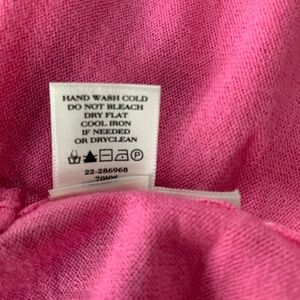 HAND WASH COLD
DO NOT BLEACH
DRY FLAT
COOL IRON
IF NEEDED
OR DRYCLEAN
22-286968